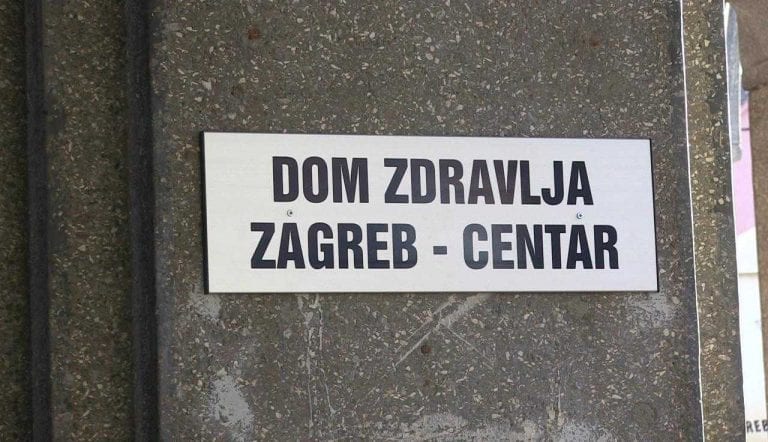 DOM ZDRAVLJA
ZAGREB - CENTAR